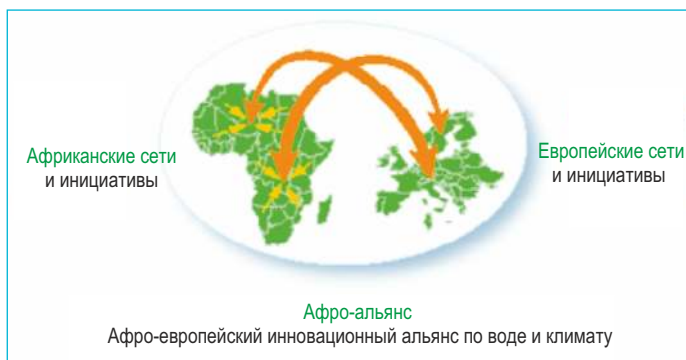 Африканские сети
и инициативы
Европейские сети
и инициативы
Афро-альянс
Афро-европейский инновационный альянс по воде и климату